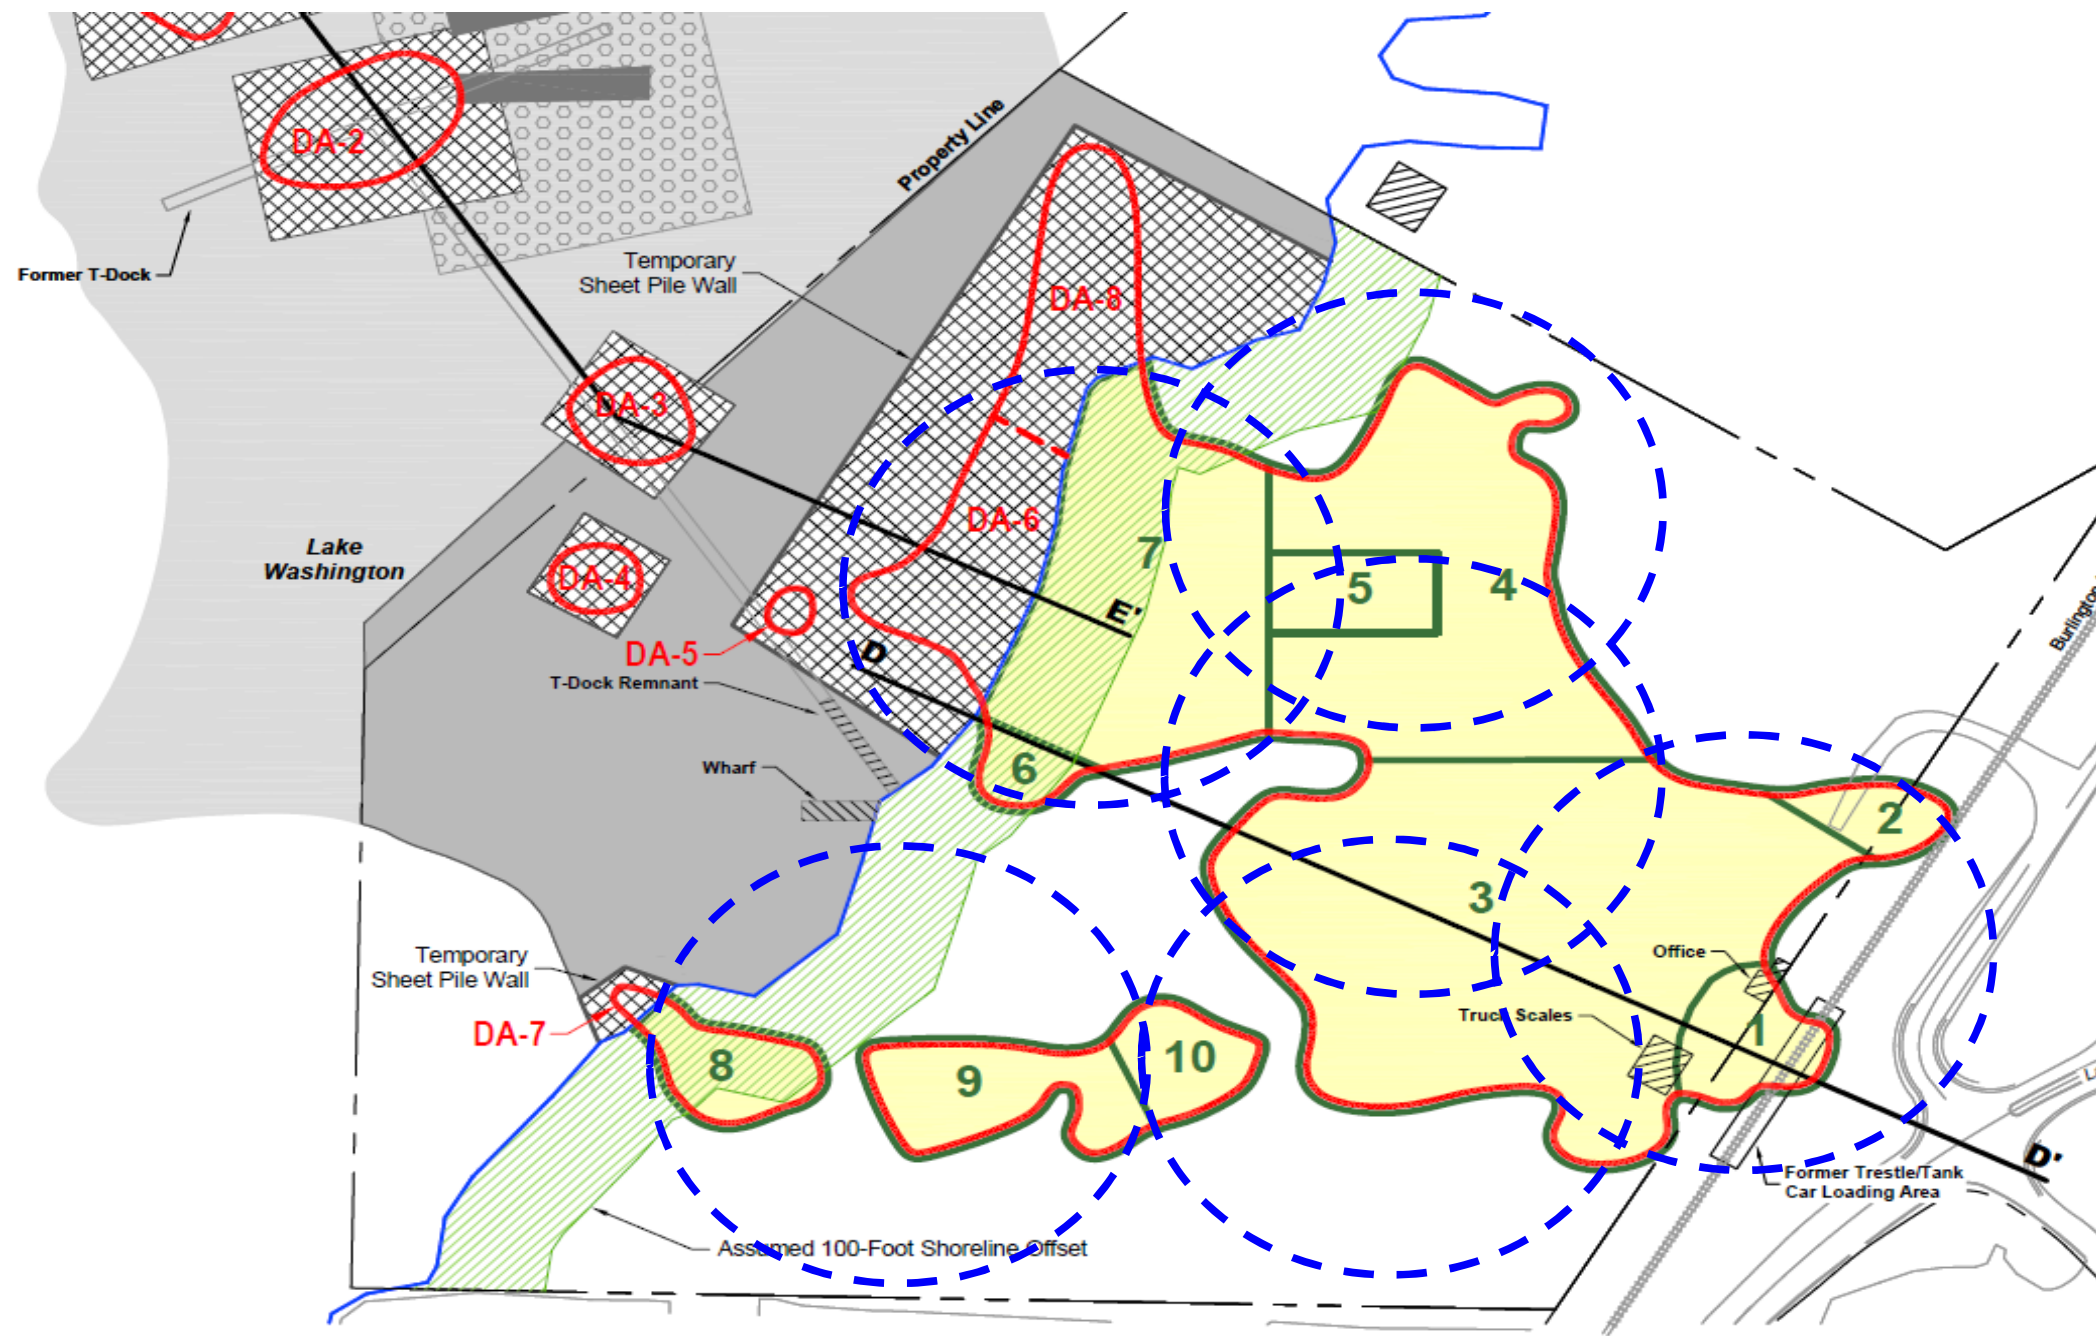 DA-2
Property Line
Former T-Dock
Temporary
Sheet Pile Wall
DA-8
DA-3
DA-6
Lake
Washington
DA-4
7
5
4
E'
D
DA-5
T-Dock Remnant
Burlington
Wharf
6
2
3
Temporary
Sheet Pile Wall
Office
Truck Scales
DA-7
1
8
9
10
D'
Former Trestle/Tank
Car Loading Area
Assumed 100-Foot Shoreline Offset